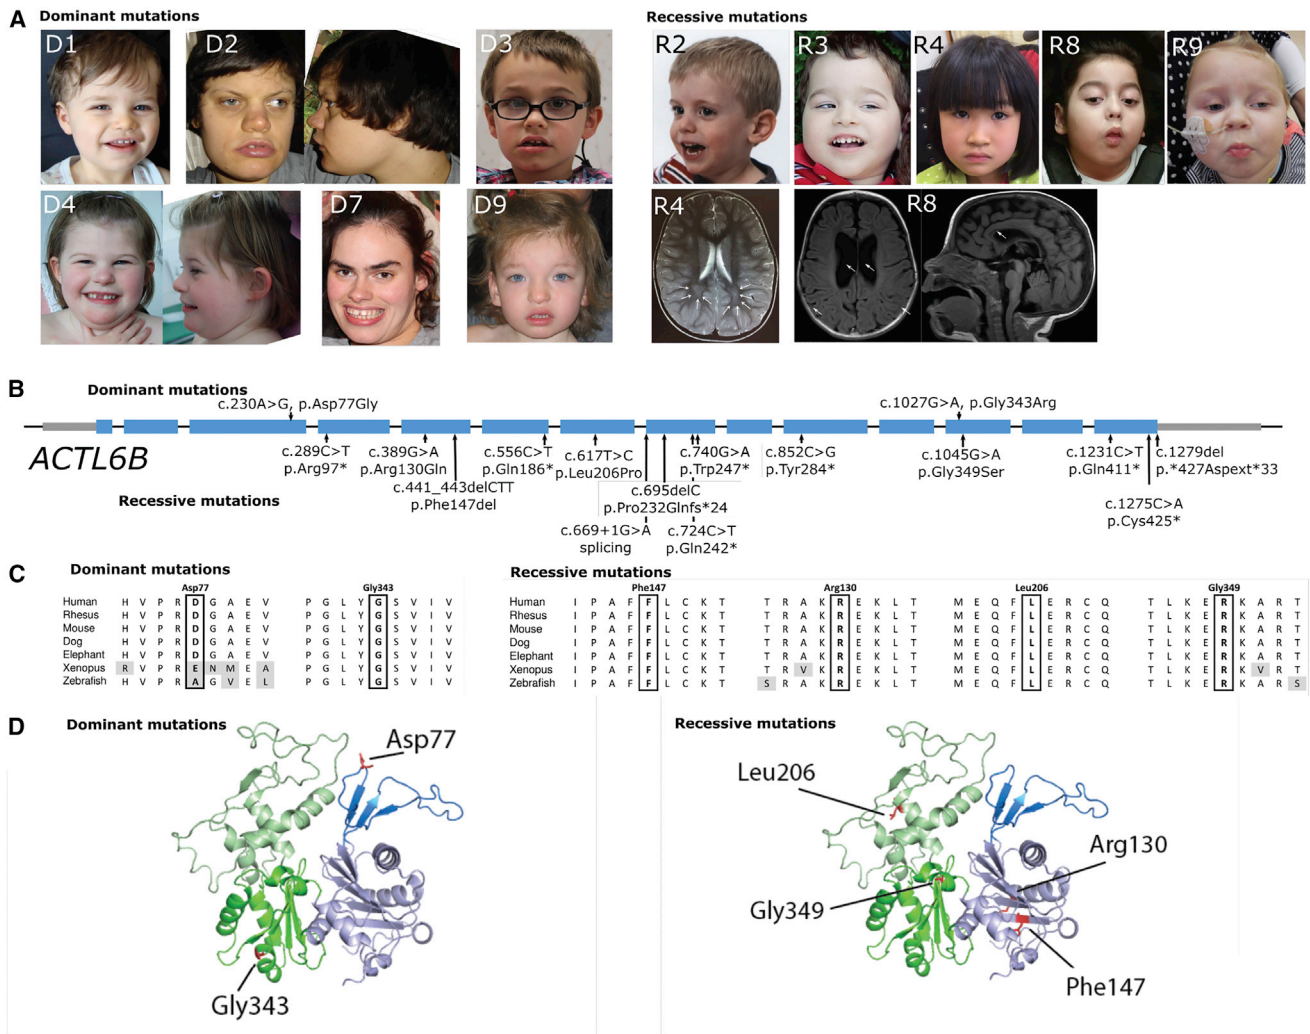 A
Dominant mutations
D1
D2
D3
D4
D7
D9
Recessive mutations
R2
R3
R4
R8
R9
R4
R8
B
Dominant mutations
c.230A>G, p.Asp77Gly
c.1027G>A, p.Gly343Arg
ACTL6B
Recessive mutations
c.289C>T
p.Arg97*
c.389G>A
p.Arg130Gln
c.441_443delCTT
p.Phe147del
c.556C>T
p.Gln186*
c.617T>C
p.Leu206Pro
c.669+1G>A
splicing
c.695delC
p.Pro232Glnfs*24
c.724C>T
p.Gln242*
c.740G>A
p.Trp247*
c.852C>G
p.Tyr284*
c.1045G>A
p.Gly349Ser
c.1231C>T
p.Gln411*
c.1275C>A
p.Cys425*
c.1279del
p.*427Aspext*33
C
Dominant mutations
Asp77 Gly343
Human H V P R D G A E V P G L Y G S V I V
Rhesus H V P R D G A E V P G L Y G S V I V
Mouse H V P R D G A E V P G L Y G S V I V
Dog H V P R D G A E V P G L Y G S V I V
Elephant H V P R D G A E V P G L Y G S V I V
Xenopus R V P R E N M E A P G L Y G S V I V
Zebrafish H V P R A G V E L P G L Y G S V I V
Recessive mutations
Phe147 Arg130 Leu206 Gly349
Human I P A F F L C K T T R A K R E K L T M E Q F L E R C Q T L K E R K A R T
Rhesus I P A F F L C K T T R A K R E K L T M E Q F L E R C Q T L K E R K A R T
Mouse I P A F F L C K T T R A K R E K L T M E Q F L E R C Q T L K E R K A R T
Dog I P A F F L C K T T R A K R E K L T M E Q F L E R C Q T L K E R K A R T
Elephant I P A F F L C K T T R A K R E K L T M E Q F L E R C Q T L K E R K A R T
Xenopus I P A F F L C K T T R V K R E K L T M E Q F L E R C Q T L K E R K V R T
Zebrafish I P A F F L C K T S R A K R E K L T M E Q F L E R C Q T L K E R K A R S
D
Dominant mutations
Asp77
Gly343
Recessive mutations
Leu206
Arg130
Gly349
Phe147